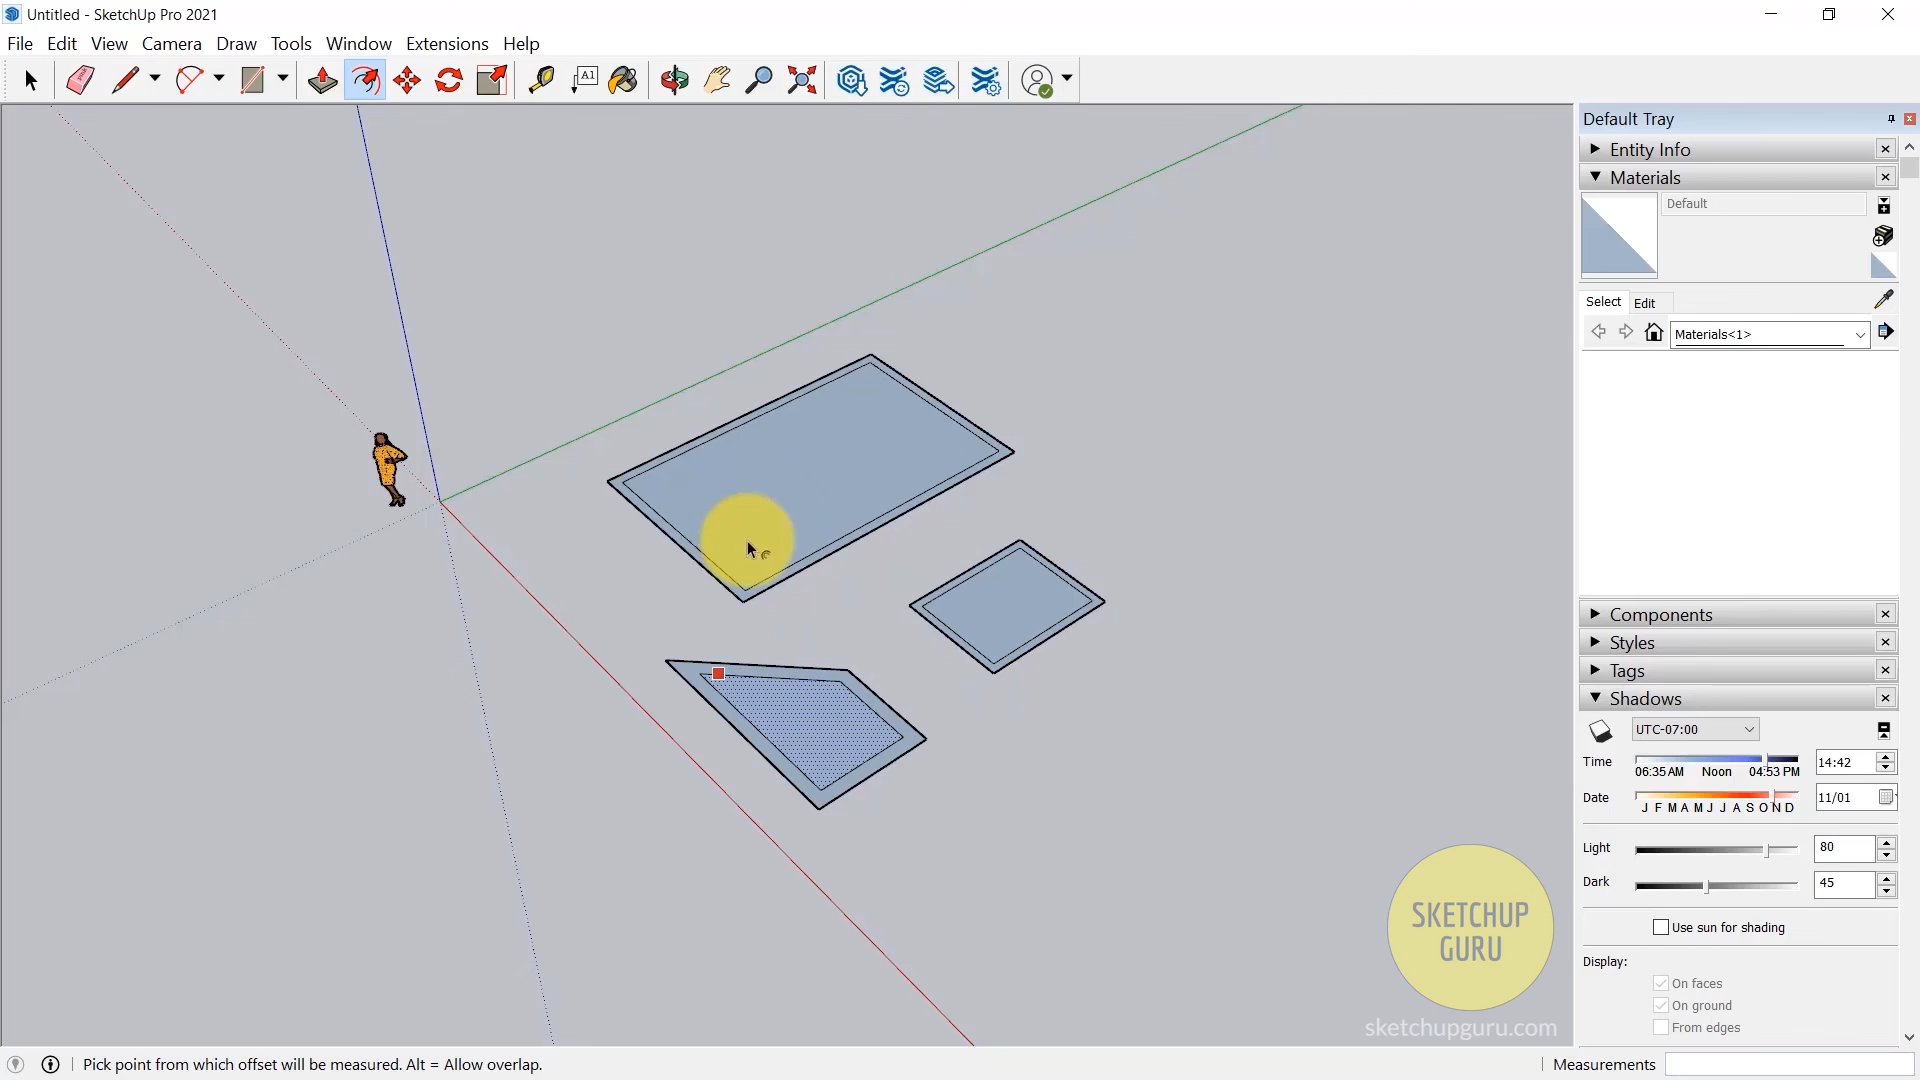 Untitled - SketchUp Pro 2021
File Edit View Camera Draw Tools Window Extensions Help
A1
Default Tray
Entity Info
Materials
Default
Select Edit
Materials<1>
Components
Styles
Tags
Shadows
UTC-07:00
Time 06:35 AM Noon 04:53 PM 14:42
Date J F M A M J J A S O N D 11/01
Light 80
Dark 45
Use sun for shading
Display:
On faces
On ground
From edges
SKETCHUP
GURU
sketchupguru.com
Pick point from which offset will be measured. Alt = Allow overlap.
Measurements